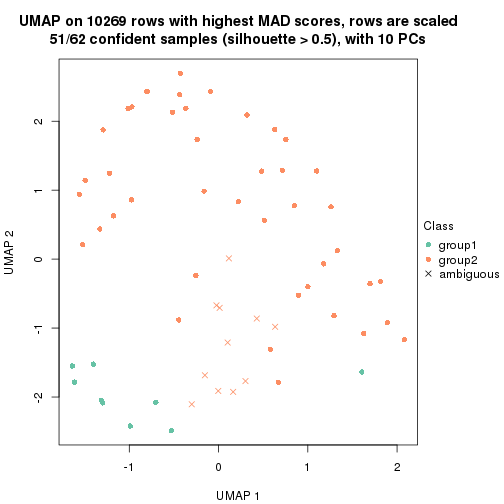 UMAP on 10269 rows with highest MAD scores, rows are scaled
51/62 confident samples (silhouette > 0.5), with 10 PCs
2
1
0
-1
-2
UMAP 2
-1
0
1
2
UMAP 1
Class
group1
group2
ambiguous